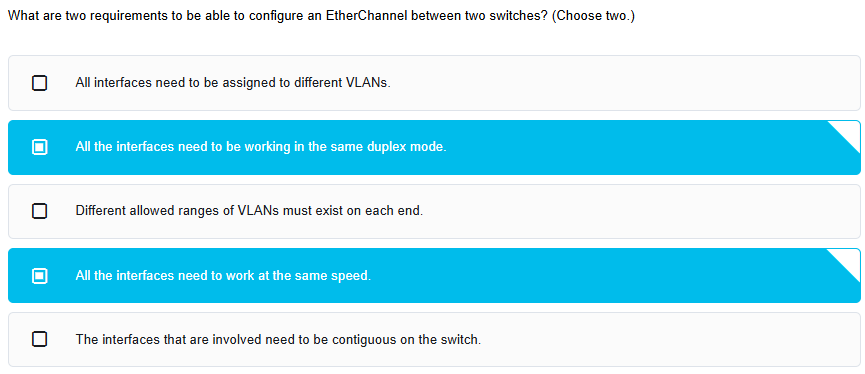 What are two requirements to be able to configure an EtherChannel between two switches? (Choose two.)
All interfaces need to be assigned to different VLANs.
All the interfaces need to be working in the same duplex mode.
Different allowed ranges of VLANs must exist on each end.
All the interfaces need to work at the same speed.
The interfaces that are involved need to be contiguous on the switch.